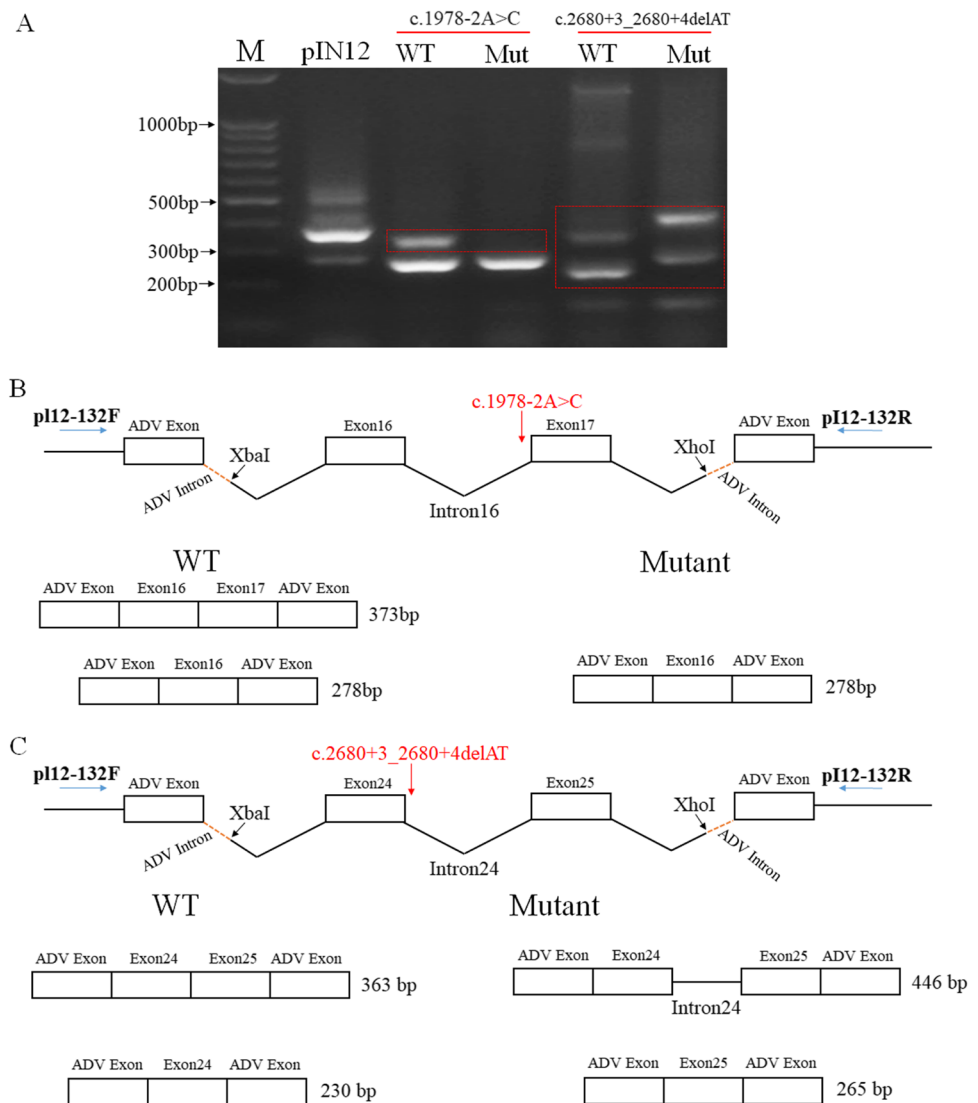 A
c.1978-2A>C
c.2680+3_2680+4delAT
M
pIN12
WT
Mut
WT
Mut
1000bp
500bp
300bp
200bp
B
pl12-132F
ADV Exon
XbaI
ADV Intron
Exon16
c.1978-2A>C
Exon17
Intron16
XhoI
ADV Exon
ADV Intron
pI12-132R
WT
Mutant
ADV Exon Exon16 Exon17 ADV Exon
373bp
ADV Exon Exon16 ADV Exon
278bp
ADV Exon Exon16 ADV Exon
278bp
C
c.2680+3_2680+4delAT
pl12-132F
ADV Exon
XbaI
ADV Intron
Exon24
Exon25
Intron24
XhoI
ADV Exon
ADV Intron
pI12-132R
WT
Mutant
ADV Exon Exon24 Exon25 ADV Exon
363 bp
ADV Exon Exon24 Exon25 ADV Exon
Intron24
446 bp
ADV Exon Exon24 ADV Exon
230 bp
ADV Exon Exon25 ADV Exon
265 bp